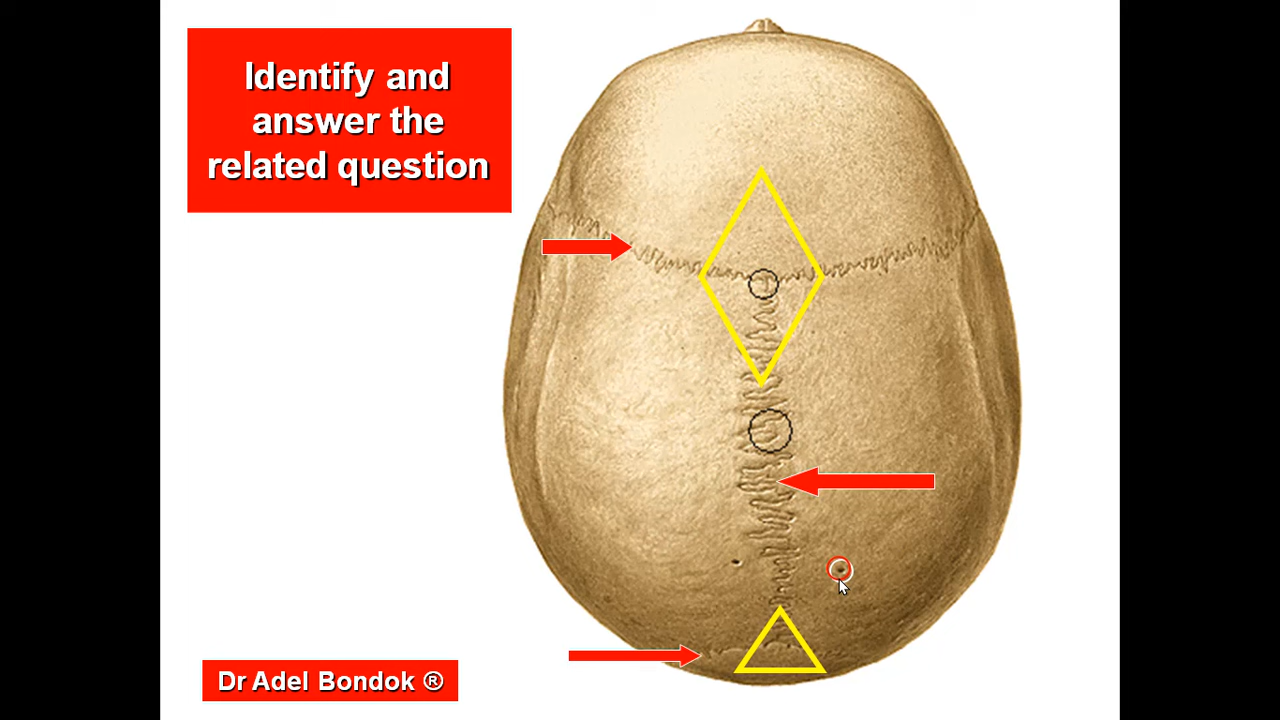 Identify and
answer the
related question
Dr Adel Bondok ®